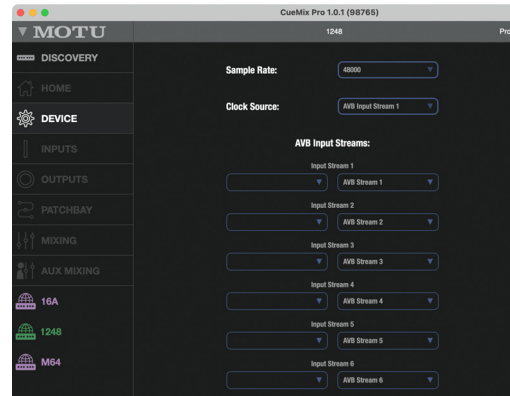 CueMix Pro 1.0.1 (98765)
MOTU
1248
Pro
DISCOVERY
HOME
DEVICE
INPUTS
OUTPUTS
PATCHBAY
MIXING
AUX MIXING
16A
1248
M64
Sample Rate: 48000
Clock Source: AVB Input Stream 1
AVB Input Streams:
Input Stream 1
AVB Stream 1
Input Stream 2
AVB Stream 2
Input Stream 3
AVB Stream 3
Input Stream 4
AVB Stream 4
Input Stream 5
AVB Stream 5
Input Stream 6
AVB Stream 6